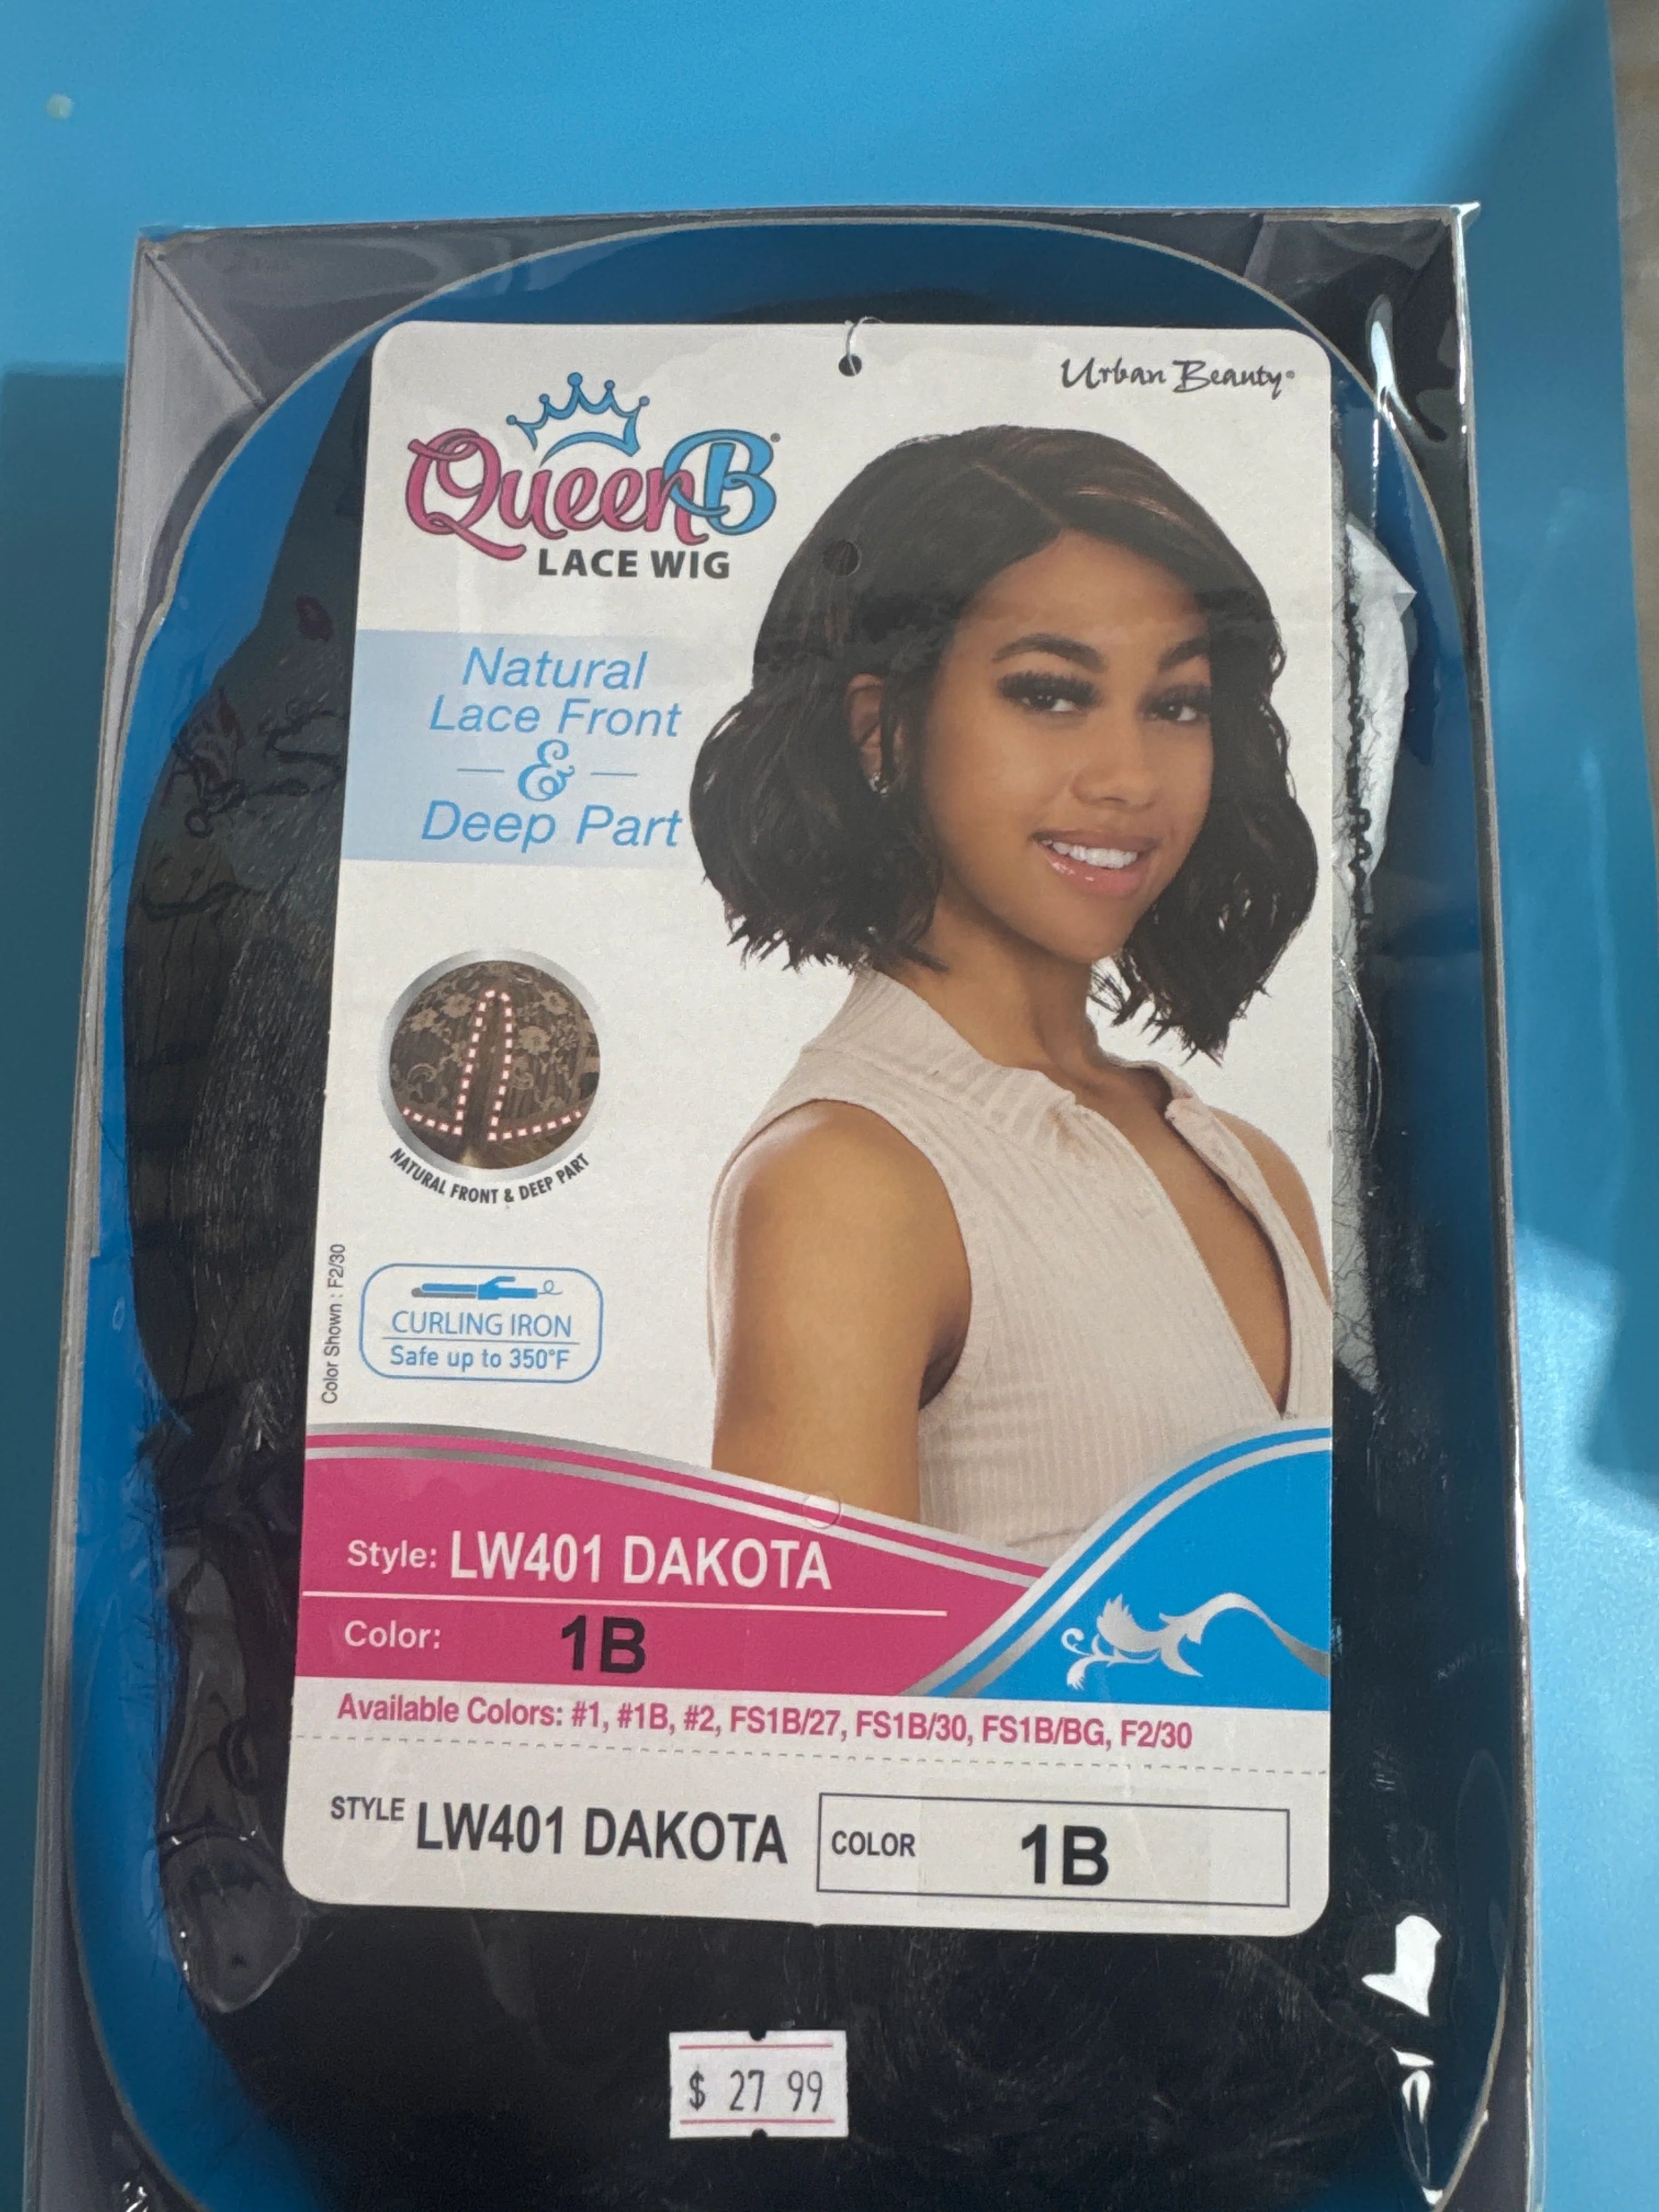 Urban Beauty®
QueenB®
LACE WIG
Natural
Lace Front
&
Deep Part
NATURAL FRONT & DEEP PART
Color Shown : F2/30
CURLING IRON
Safe up to 350°F
Style: LW401 DAKOTA
Color: 1B
Available Colors: #1, #1B, #2, FS1B/27, FS1B/30, FS1B/BG, F2/30
STYLE LW401 DAKOTA COLOR 1B
$ 27 99